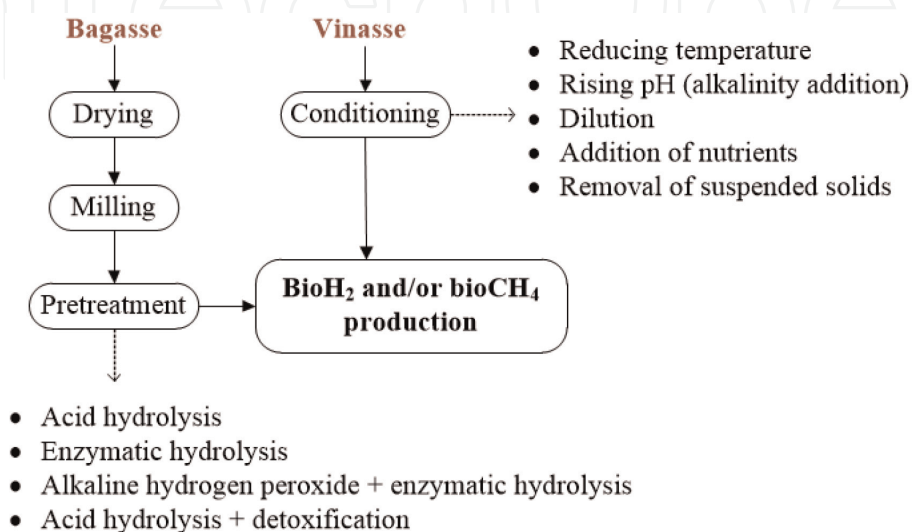 Bagasse
Vinasse
Drying
Conditioning
Milling
Pretreatment
BioH₂ and/or bioCH₄
production
• Reducing temperature
• Rising pH (alkalinity addition)
• Dilution
• Addition of nutrients
• Removal of suspended solids
• Acid hydrolysis
• Enzymatic hydrolysis
• Alkaline hydrogen peroxide + enzymatic hydrolysis
• Acid hydrolysis + detoxification